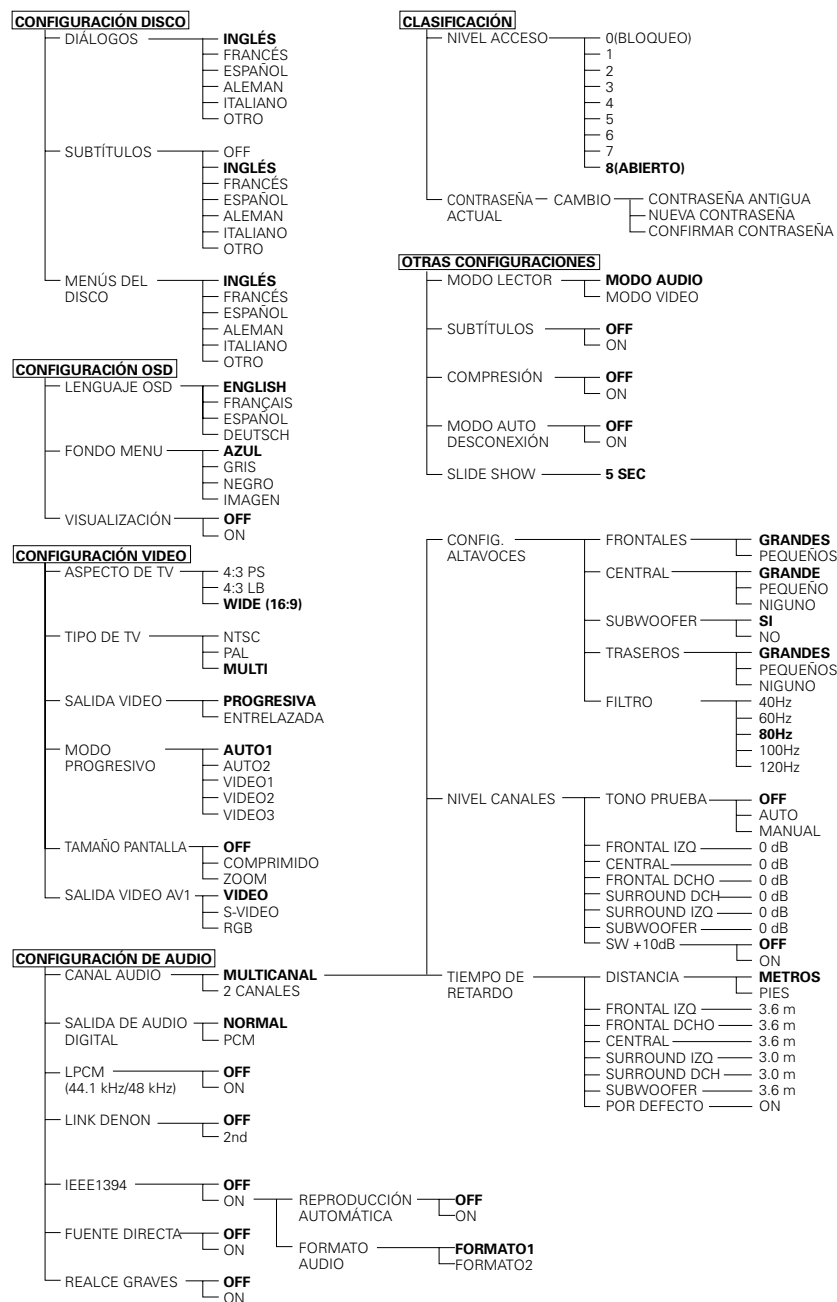 CONFIGURACIÓN DISCO
DIÁLOGOS
INGLÉS
FRANCÉS
ESPAÑOL
ALEMAN
ITALIANO
OTRO
SUBTÍTULOS
OFF
INGLÉS
FRANCÉS
ESPAÑOL
ALEMAN
ITALIANO
OTRO
MENÚS DEL
DISCO
INGLÉS
FRANCÉS
ESPAÑOL
ALEMAN
ITALIANO
OTRO
CONFIGURACIÓN OSD
LENGUAJE OSD
ENGLISH
FRANÇAIS
ESPAÑOL
DEUTSCH
FONDO MENU
AZUL
GRIS
NEGRO
IMAGEN
VISUALIZACIÓN
OFF
ON
CONFIGURACIÓN VIDEO
ASPECTO DE TV
4:3 PS
4:3 LB
WIDE (16:9)
TIPO DE TV
NTSC
PAL
MULTI
SALIDA VIDEO
PROGRESIVA
ENTRELAZADA
MODO
PROGRESIVO
AUTO1
AUTO2
VIDEO1
VIDEO2
VIDEO3
TAMAÑO PANTALLA
OFF
COMPRIMIDO
ZOOM
SALIDA VIDEO AV1
VIDEO
S-VIDEO
RGB
CONFIGURACIÓN DE AUDIO
CANAL AUDIO
MULTICANAL
2 CANALES
SALIDA DE AUDIO
DIGITAL
NORMAL
PCM
LPCM
(44.1 kHz/48 kHz)
OFF
ON
LINK DENON
OFF
2nd
IEEE1394
OFF
ON
REPRODUCCIÓN
AUTOMÁTICA
OFF
ON
FORMATO
AUDIO
FORMATO1
FORMATO2
FUENTE DIRECTA
OFF
ON
REALCE GRAVES
OFF
ON
CLASIFICACIÓN
NIVEL ACCESO
0(BLOQUEO)
1
2
3
4
5
6
7
8(ABIERTO)
CONTRASEÑA
ACTUAL
CAMBIO
CONTRASEÑA ANTIGUA
NUEVA CONTRASEÑA
CONFIRMAR CONTRASEÑA
OTRAS CONFIGURACIONES
MODO LECTOR
MODO AUDIO
MODO VIDEO
SUBTÍTULOS
OFF
ON
COMPRESIÓN
OFF
ON
MODO AUTO
DESCONEXIÓN
OFF
ON
SLIDE SHOW
5 SEC
CONFIG.
ALTAVOCES
FRONTALES
GRANDES
PEQUEÑOS
CENTRAL
GRANDE
PEQUEÑO
NIGUNO
SUBWOOFER
SI
NO
TRASEROS
GRANDES
PEQUEÑOS
NIGUNO
FILTRO
40Hz
60Hz
80Hz
100Hz
120Hz
NIVEL CANALES
TONO PRUEBA
OFF
AUTO
MANUAL
FRONTAL IZQ 0 dB
CENTRAL 0 dB
FRONTAL DCHO 0 dB
SURROUND DCH 0 dB
SURROUND IZQ 0 dB
SUBWOOFER 0 dB
SW +10dB
OFF
ON
TIEMPO DE
RETARDO
DISTANCIA
METROS
PIES
FRONTAL IZQ 3.6 m
FRONTAL DCHO 3.6 m
CENTRAL 3.6 m
SURROUND IZQ 3.0 m
SURROUND DCH 3.0 m
SUBWOOFER 3.6 m
POR DEFECTO ON